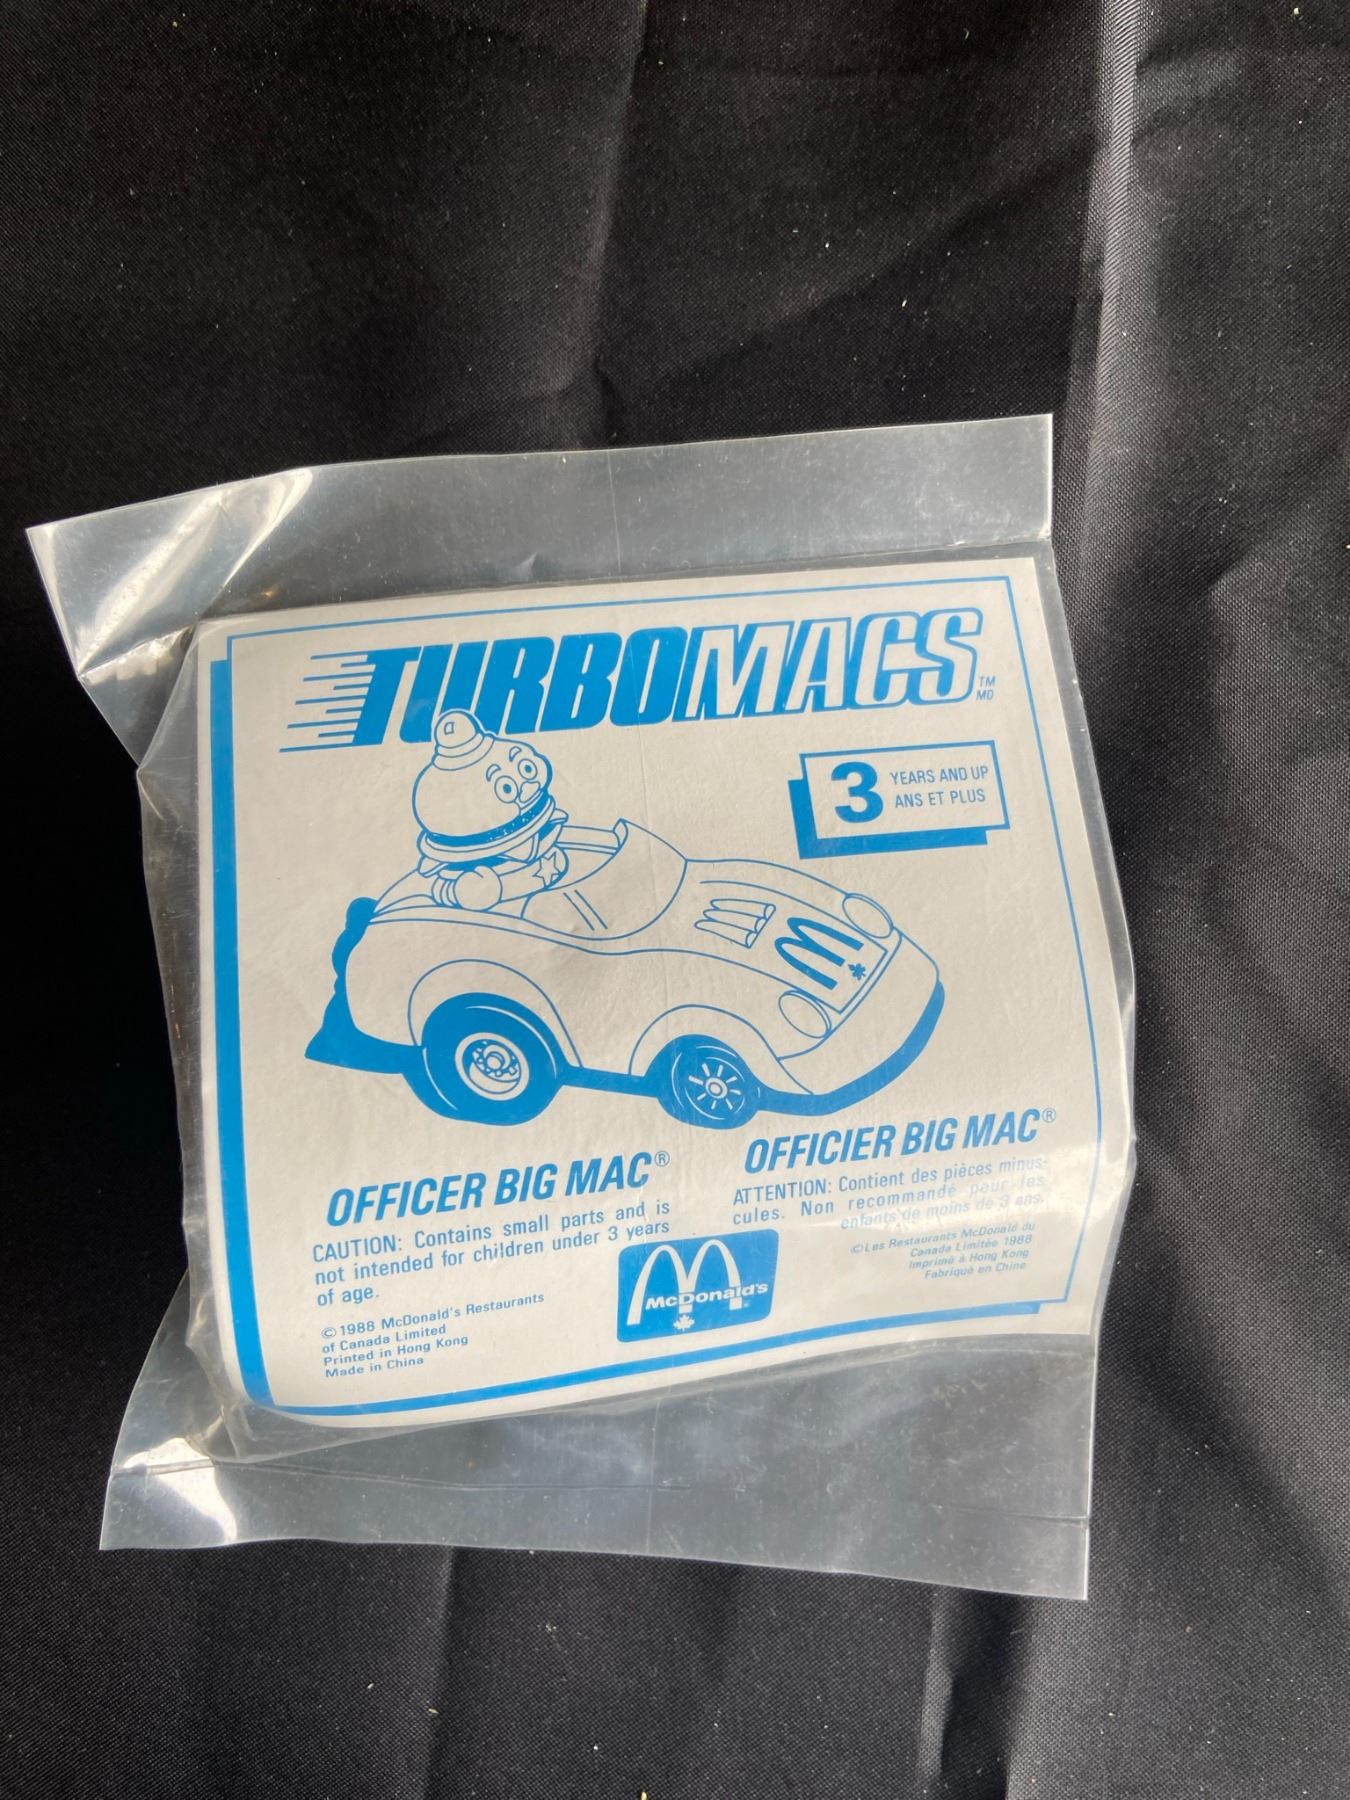 TURBOMACS TM MD
3 YEARS AND UP
ANS ET PLUS
OFFICER BIG MAC®
CAUTION: Contains small parts and is
not intended for children under 3 years
of age.
© 1988 McDonald's Restaurants
of Canada Limited
Printed in Hong Kong
Made in China
OFFICIER BIG MAC®
ATTENTION: Contient des pièces minus-
cules. Non recommandé pour les
enfants de moins de 3 ans.
© Les Restaurants McDonald du
Canada Limitée 1988
Imprimé à Hong Kong
Fabriqué en Chine
McDonald's